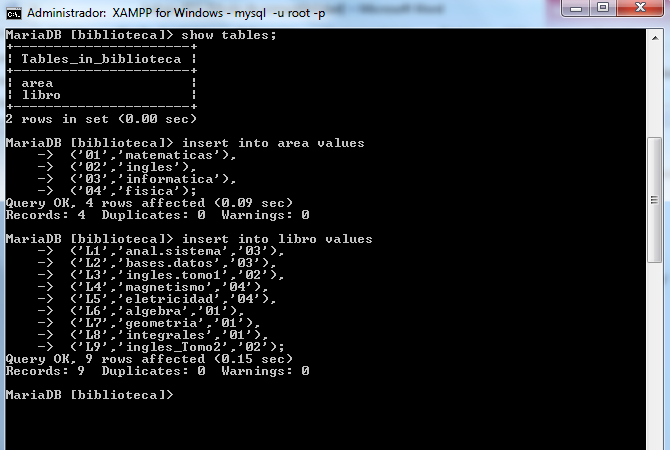 Administrador: XAMPP for Windows - mysql -u root -p
MariaDB [biblioteca]> show tables;
+----------------------+
| Tables_in_biblioteca |
+----------------------+
| area                 |
| libro                |
+----------------------+
2 rows in set (0.00 sec)
MariaDB [biblioteca]> insert into area values
    -> ('01','matematicas'),
    -> ('02','ingles'),
    -> ('03','informatica'),
    -> ('04','fisica');
Query OK, 4 rows affected (0.09 sec)
Records: 4  Duplicates: 0  Warnings: 0
MariaDB [biblioteca]> insert into libro values
    -> ('L1','anal.sistema','03'),
    -> ('L2','bases.datos','03'),
    -> ('L3','ingles.tomo1','02'),
    -> ('L4','magnetismo','04'),
    -> ('L5','eletricidad','04'),
    -> ('L6','algebra','01'),
    -> ('L7','geometria','01'),
    -> ('L8','integrales','01'),
    -> ('L9','ingles_Tomo2','02');
Query OK, 9 rows affected (0.15 sec)
Records: 9  Duplicates: 0  Warnings: 0
MariaDB [biblioteca]>